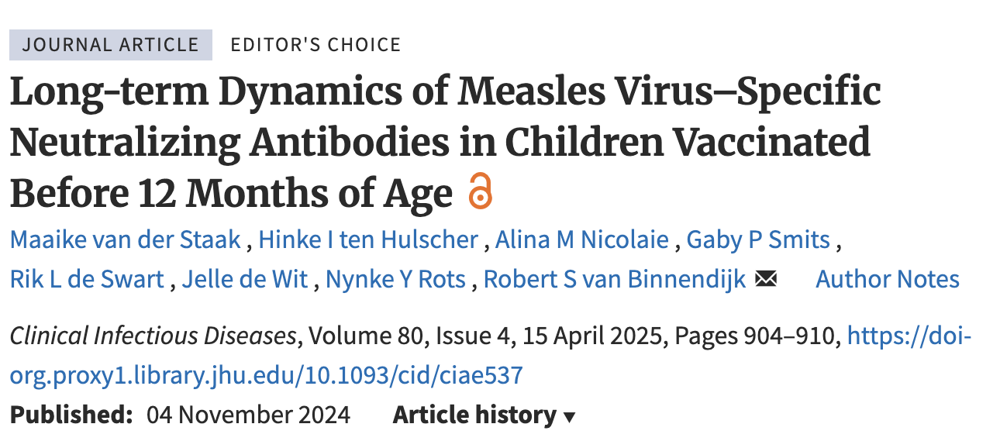 JOURNAL ARTICLE EDITOR'S CHOICE
Long-term Dynamics of Measles Virus–Specific
Neutralizing Antibodies in Children Vaccinated
Before 12 Months of Age
Maaike van der Staak , Hinke I ten Hulscher , Alina M Nicolaie , Gaby P Smits ,
Rik L de Swart , Jelle de Wit , Nynke Y Rots , Robert S van Binnendijk Author Notes
Clinical Infectious Diseases, Volume 80, Issue 4, 15 April 2025, Pages 904–910, https://doi-
org.proxy1.library.jhu.edu/10.1093/cid/ciae537
Published: 04 November 2024 Article history ▼